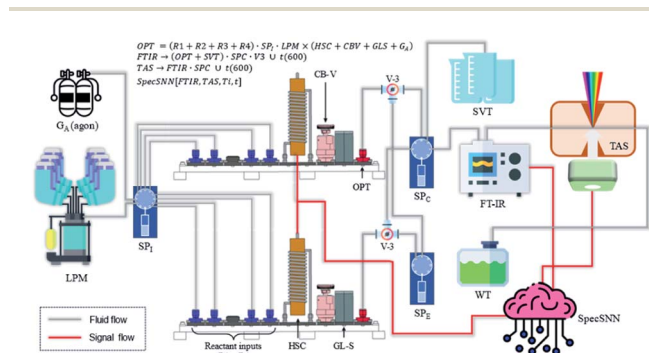 OPT = (R1 + R2 + R3 + R4) · SP_I · LPM × (HSC + CBV + GLS + G_A)
FTIR → (OPT + SVT) · SPC · V3 ∪ t(600)
TAS → FTIR · SPC ∪ t(600)
SpecSNN[FTIR, TAS, Ti, t]
CB-V
V-3
SVT
G_A (agon)
TAS
OPT
SP_C
FT-IR
SP_I
LPM
V-3
SP_E
WT
SpecSNN
Fluid flow
Signal flow
Reactant inputs
HSC
GL-S